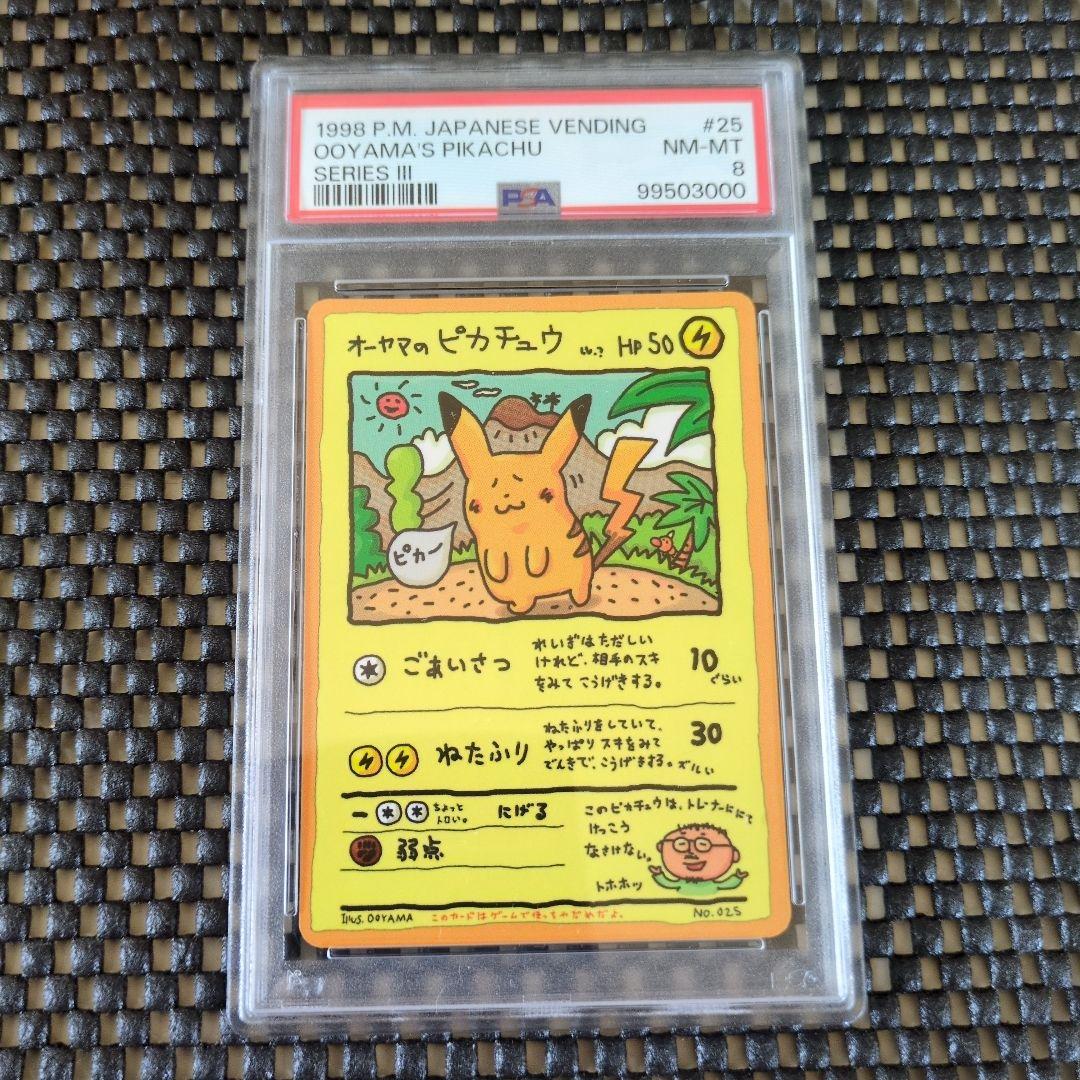 1998 P.M. JAPANESE VENDING #25
OOYAMA'S PIKACHU NM-MT
SERIES III 8
PSA 99503000
オーヤマの ピカチュウ Lv.? HP 50
ピカー
ごあいさつ
れいぎはただしい
けれど、相手のスキ
をみて こうげきする。
10
ぐらい
ねたふり
ねたふりをしていて、
やっぱり スキをみて
でんきで、こうげきする。ズルい
30
ー
ちょっと
トロい。
にげる
弱点
このピカチュウは、トレーナーににて
けっこう
なさけない。
トホホッ
Illus. OOYAMA このカードはゲームで使っちゃだめだよ。 NO. 025